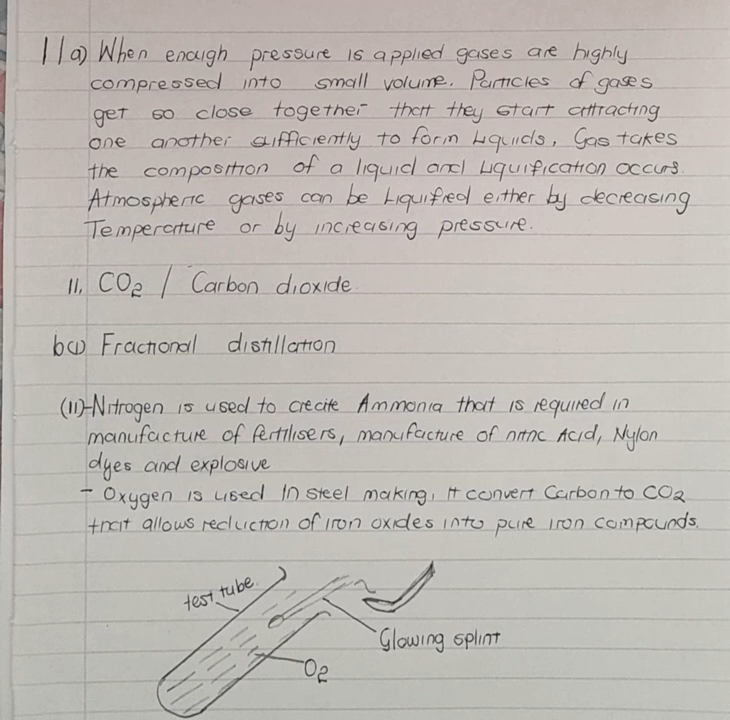 11a) When enough pressure is applied gases are highly
compressed into small volume. Particles of gases
get so close together that they start attracting
one another sufficiently to form Liquids, Gas takes
the composition of a liquid and Liquification occurs.
Atmospheric gases can be Liquified either by decreasing
Temperature or by increasing pressure.
11, CO2 / Carbon dioxide
b(i) Fractional distillation
(11)-Nitrogen is used to create Ammonia that is required in
manufacture of fertilisers, manufacture of nitric Acid, Nylon
dyes and explosive
- Oxygen is used In steel making, It convert Carbon to CO2
that allows reduction of iron oxides into pure iron compounds.
test tube.
Glowing splint
O2